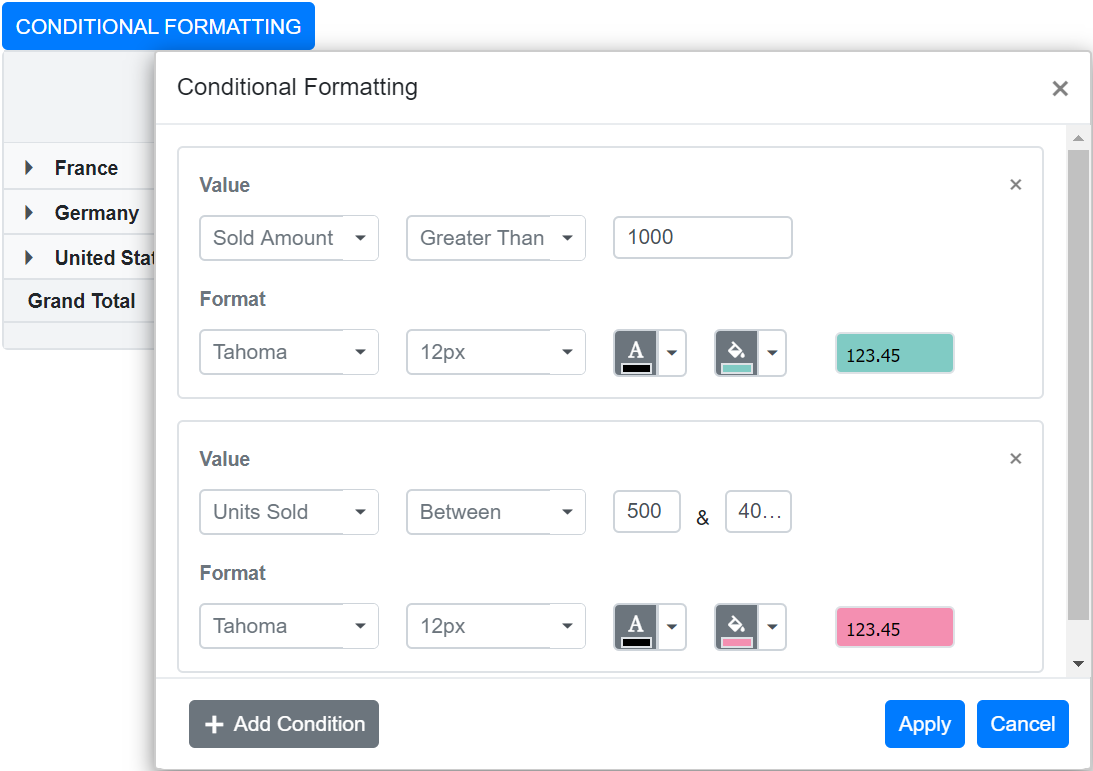 CONDITIONAL FORMATTING
Conditional Formatting
France
Germany
United Stat
Grand Total
Value
Sold Amount Greater Than 1000
Format
Tahoma 12px A 123.45
Value
Units Sold Between 500 & 40...
Format
Tahoma 12px A 123.45
Add Condition Apply Cancel